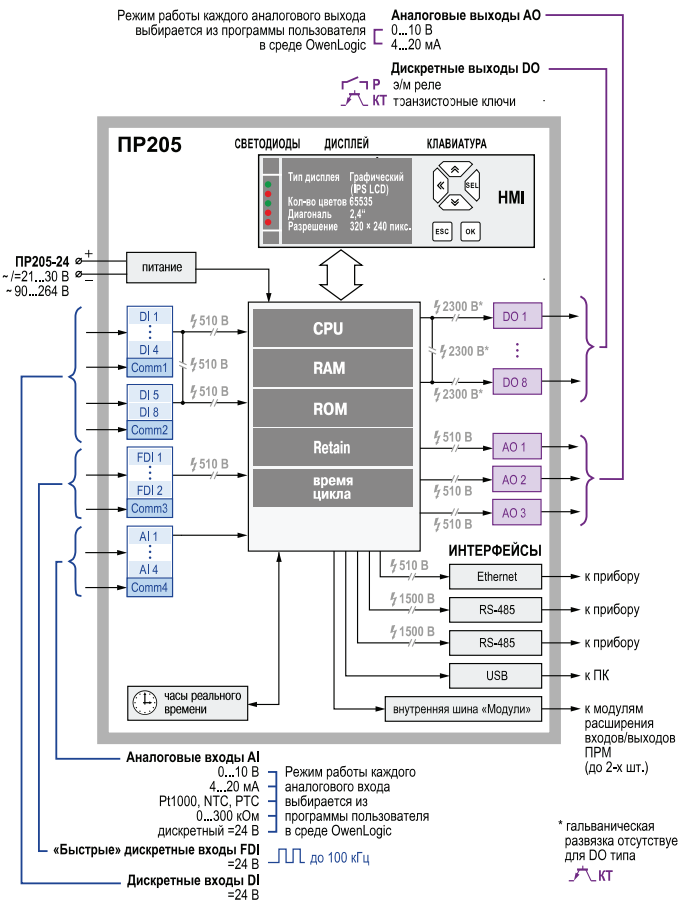 Режим работы каждого аналогового выхода
выбирается из программы пользователя
в среде OwenLogic
Аналоговые выходы AO
0...10 В
4...20 мА
Дискретные выходы DO
Р э/м реле
КТ транзисторные ключи
ПР205
СВЕТОДИОДЫ ДИСПЛЕЙ КЛАВИАТУРА
Тип дисплея Графический
(IPS LCD)
Кол-во цветов 65535
Диагональ 2,4“
Разрешение 320 × 240 пикс.
SEL
ESC OK
HMI
ПР205-24
~ /=21...30 В
~ 90...264 В
+
–
питание
DI 1
DI 4
Comm1
DI 5
DI 8
Comm2
FDI 1
FDI 2
Comm3
AI 1
AI 4
Comm4
510 В
510 В
510 В
510 В
CPU
RAM
ROM
Retain
время
цикла
2300 В*
2300 В*
2300 В*
DO 1
DO 8
510 В
510 В
510 В
AO 1
AO 2
AO 3
ИНТЕРФЕЙСЫ
510 В Ethernet к прибору
1500 В RS-485 к прибору
1500 В RS-485 к прибору
USB к ПК
внутренняя шина «Модули» к модулям
расширения
входов/выходов
ПРМ
(до 2-х шт.)
часы реального
времени
Аналоговые входы AI
0...10 В
4...20 мА
Pt1000, NTC, PTC
0...300 кОм
дискретный =24 В
Режим работы каждого
аналогового входа
выбирается из
программы пользователя
в среде OwenLogic
«Быстрые» дискретные входы FDI
=24 В
до 100 кГц
Дискретные входы DI
=24 В
* гальваническая
развязка отсутствуе
для DO типа
КТ